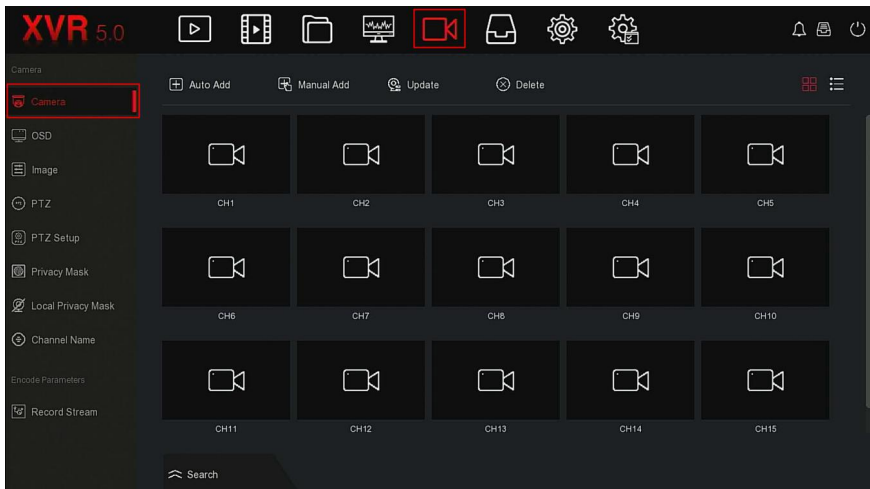 XVR 5.0
Camera
Camera
OSD
Image
PTZ
PTZ Setup
Privacy Mask
Local Privacy Mask
Channel Name
Encode Parameters
Record Stream
Auto Add Manual Add Update Delete
CH1 CH2 CH3 CH4 CH5
CH6 CH7 CH8 CH9 CH10
CH11 CH12 CH13 CH14 CH15
Search